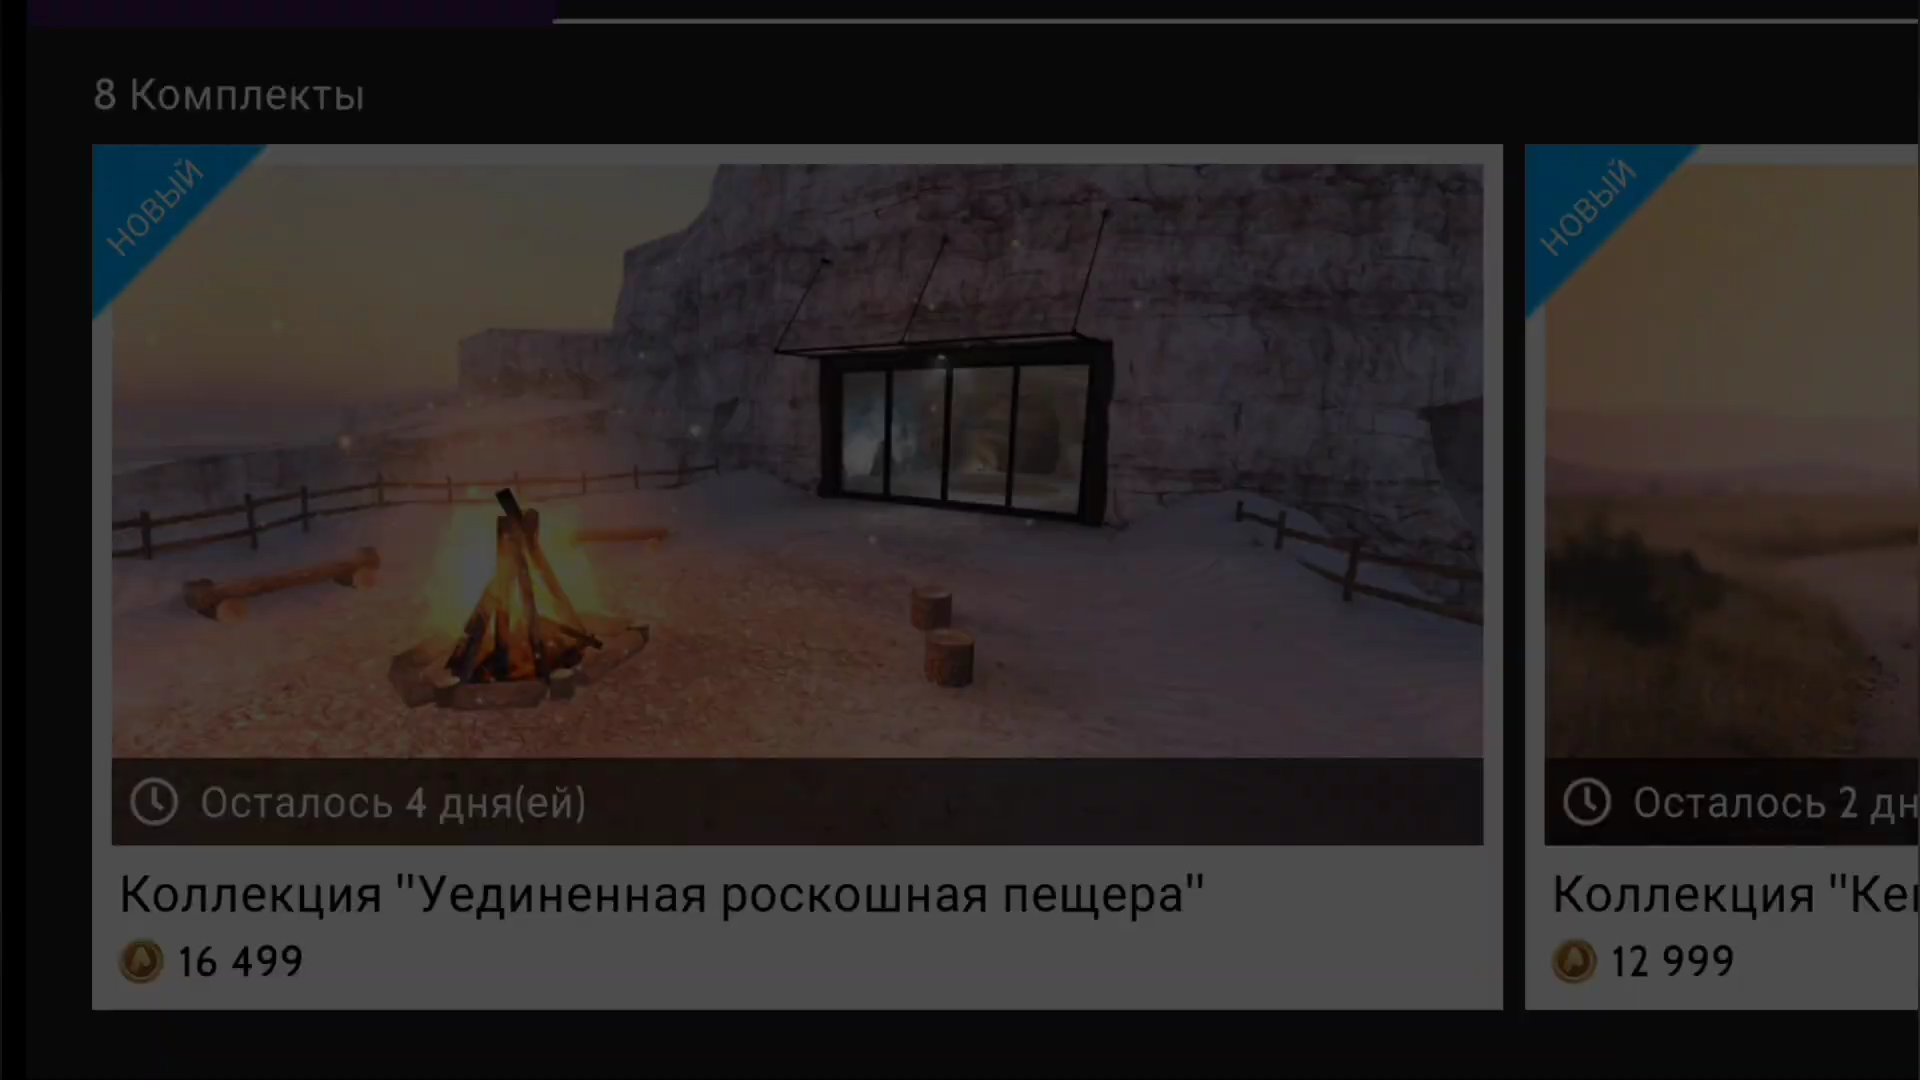 8 Комплекты
НОВЫЙ
НОВЫЙ
Осталось 4 дня(ей)
Осталось 2
Коллекция "Уединенная роскошная пещера"
Коллекция
16 499
12 999